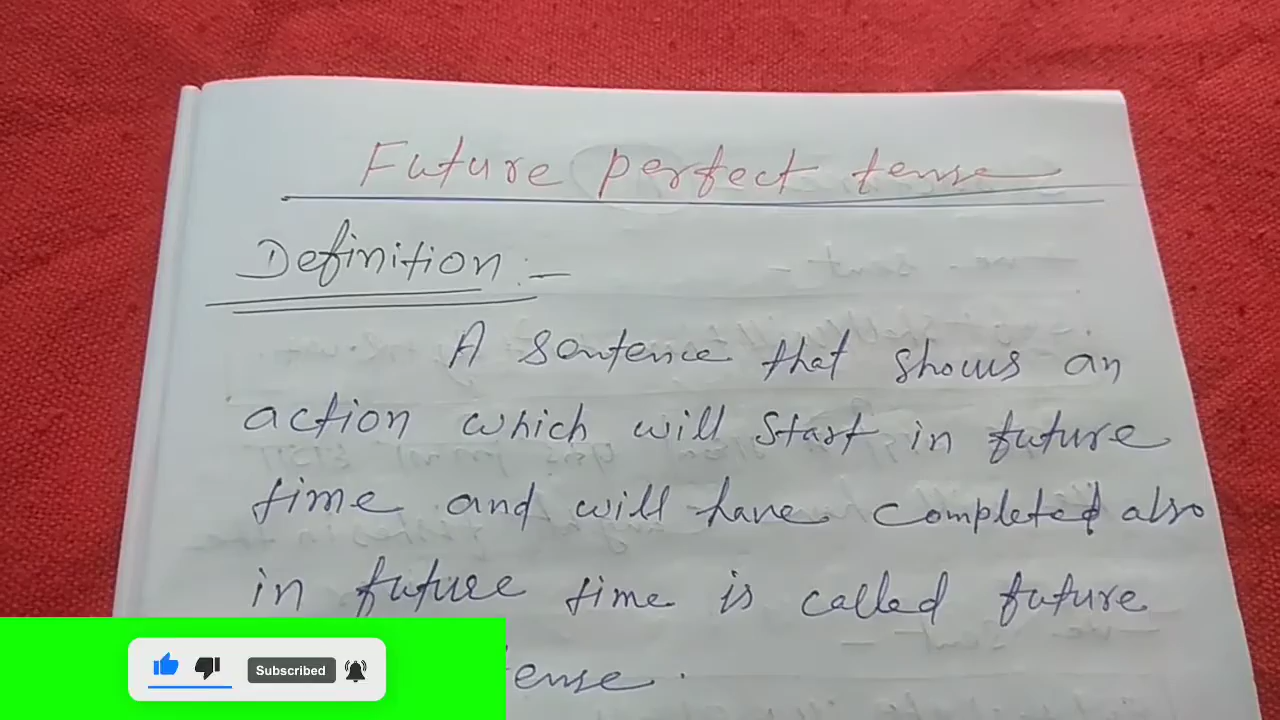 Future perfect tense
Definition :-
A sentence that shows an
action which will start in future
time and will have completed also
in future time is called future
ense.
Subscribed